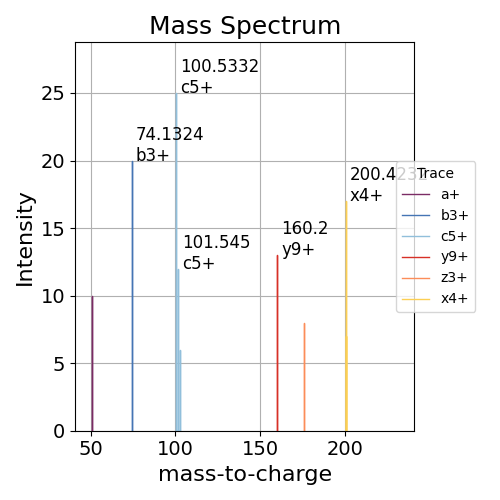 Mass Spectrum
100.5332
c5+
74.1324
b3+
101.545
c5+
160.2
y9+
x4+
Intensity
25
20
15
10
5
0
50
100
150
200
mass-to-charge
Trace
a+
b3+
c5+
y9+
z3+
x4+